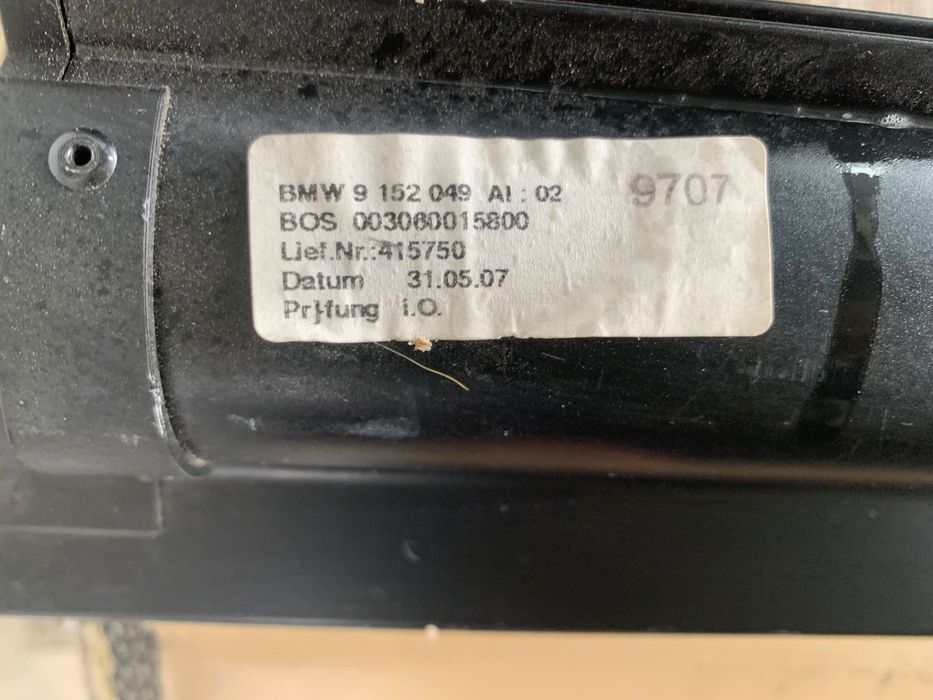 BMW 9 152 049 AI : 02 9707
BOS 003060015800
Lief.Nr.:415750
Datum 31.05.07
Pr}fung i.O.